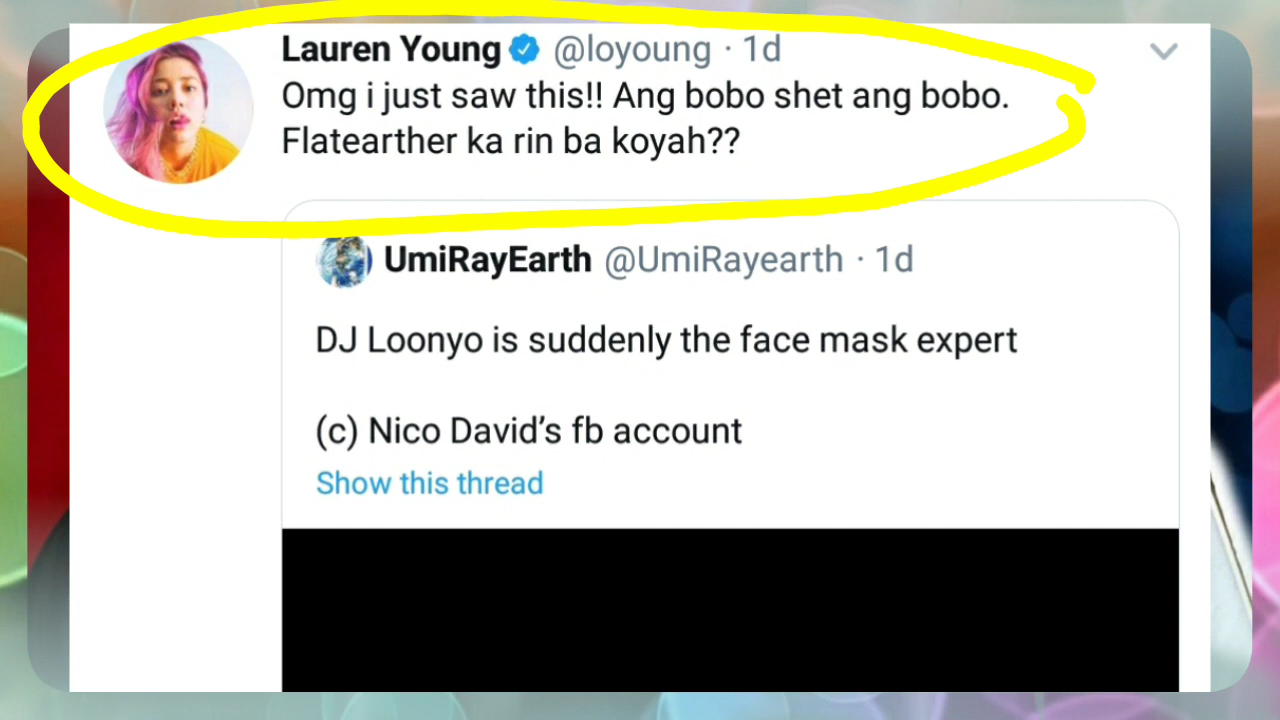 Lauren Young @loyoung · 1d
Omg i just saw this!! Ang bobo shet ang bobo.
Flatearther ka rin ba koyah??
UmiRayEarth @UmiRayearth · 1d
DJ Loonyo is suddenly the face mask expert
(c) Nico David's fb account
Show this thread